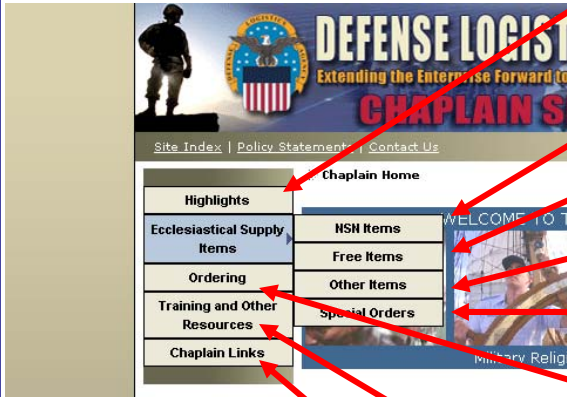 DEFENSE LOGIST
Extending the Enterprise Forward to
CHAPLAIN S
Site Index | Policy Statements | Contact Us
Chaplain Home
Highlights
WELCOME TO T
Ecclesiastical Supply
Items
NSN Items
Free Items
Ordering
Other Items
Training and Other
Resources
Special Orders
Chaplain Links
Military Relig